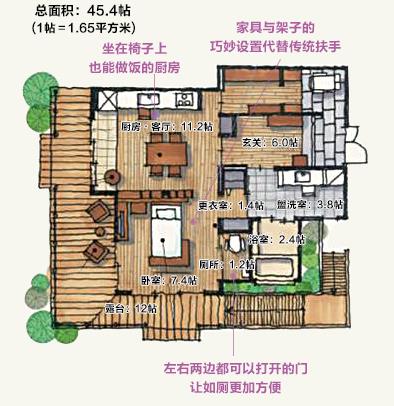 总面积：45.4帖
（1帖＝1.65平方米）
家具与架子的
巧妙设置代替传统扶手
坐在椅子上
也能做饭的厨房
厨房·客厅：11.2帖
玄关：6.0帖
更衣室：1.4帖
盥洗室：3.8帖
浴室：2.4帖
厕所：1.2帖
卧室：7.4帖
露台：12帖
左右两边都可以打开的门
让如厕更加方便